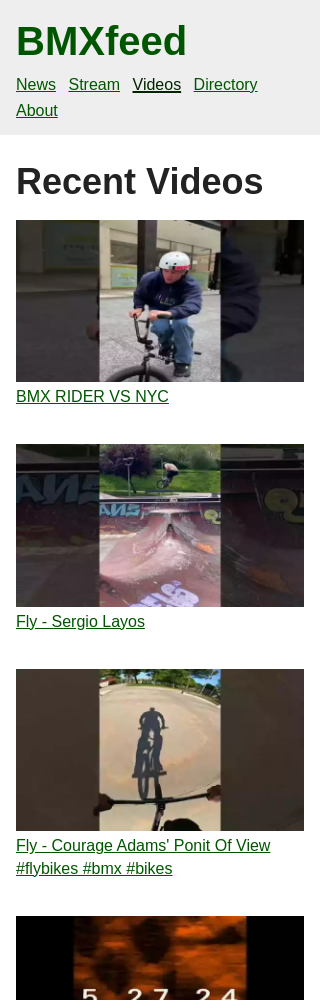 BMXfeed
News Stream Videos Directory
About
Recent Videos
BMX RIDER VS NYC
Fly - Sergio Layos
Fly - Courage Adams' Ponit Of View
#flybikes #bmx #bikes
5.27.24